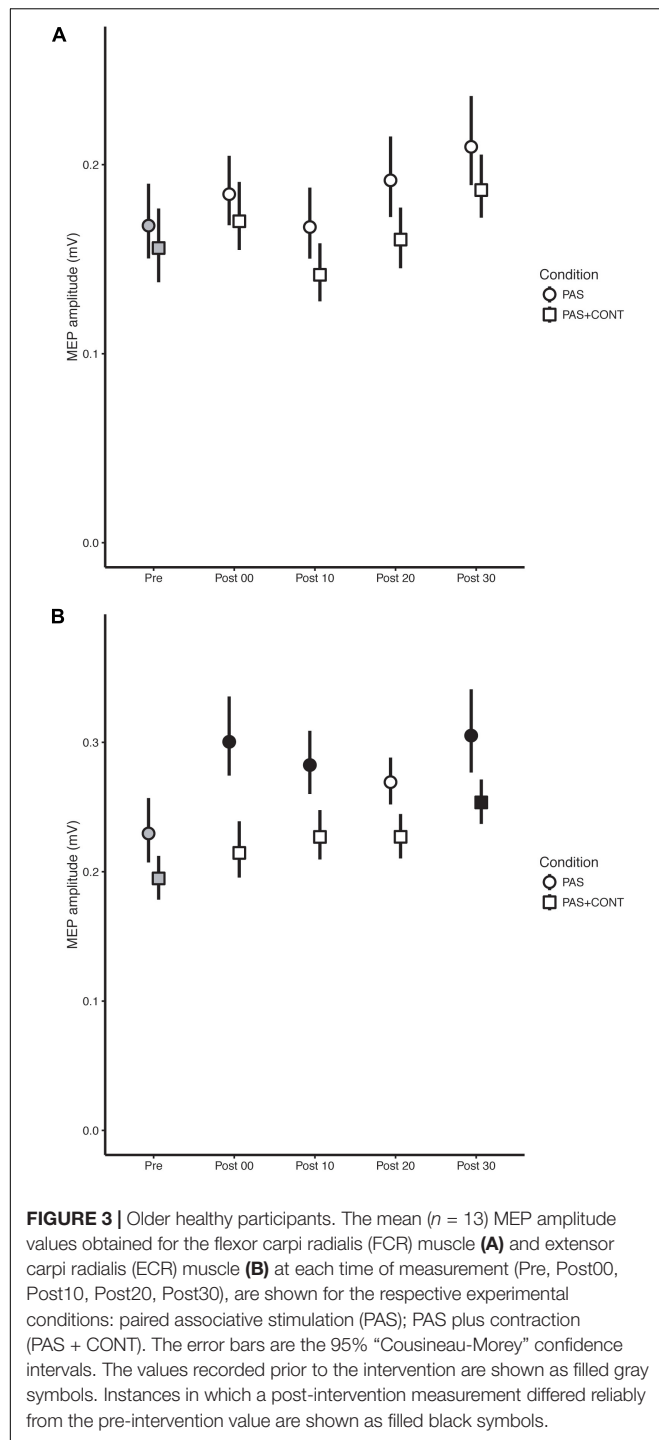 A
0.2
0.1
0.0
MEP amplitude (mV)
Pre Post 00 Post 10 Post 20 Post 30
Condition
PAS
PAS+CONT
B
0.3
0.2
0.1
0.0
MEP amplitude (mV)
Pre Post 00 Post 10 Post 20 Post 30
Condition
PAS
PAS+CONT
FIGURE 3 | Older healthy participants. The mean (n = 13) MEP amplitude
values obtained for the flexor carpi radialis (FCR) muscle (A) and extensor
carpi radialis (ECR) muscle (B) at each time of measurement (Pre, Post00,
Post10, Post20, Post30), are shown for the respective experimental
conditions: paired associative stimulation (PAS); PAS plus contraction
(PAS + CONT). The error bars are the 95% “Cousineau-Morey” confidence
intervals. The values recorded prior to the intervention are shown as filled gray
symbols. Instances in which a post-intervention measurement differed reliably
from the pre-intervention value are shown as filled black symbols.